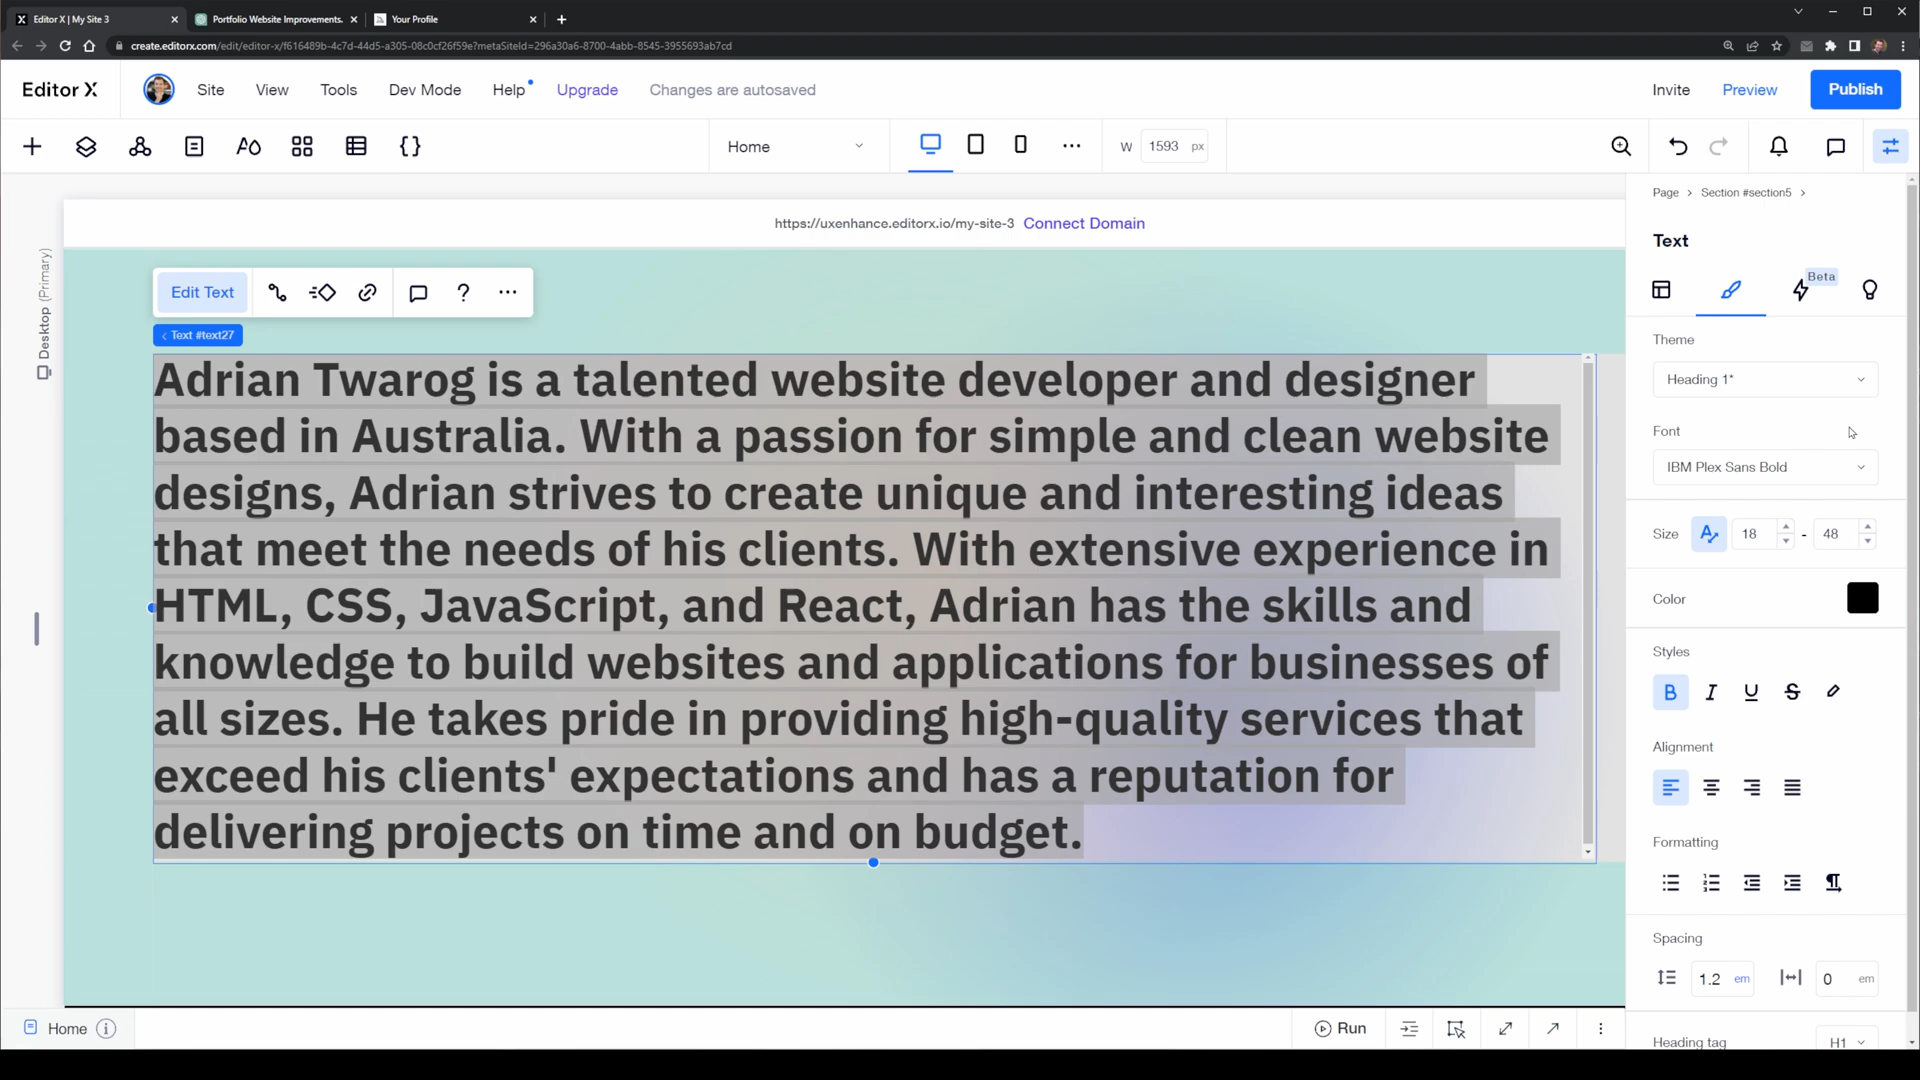 Editor X | My Site 3
Portfolio Website Improvements.
Your Profile
create.editorx.com/edit/editor-x/f616489b-4c7d-44d5-a305-08c0cf26f59e?metaSiteId=296a30a6-8700-4abb-8545-3955693ab7cd
Editor X
Site
View
Tools
Dev Mode
Help
Upgrade
Changes are autosaved
Invite
Preview
Publish
Home
W
1593
px
https://uxenhance.editorx.io/my-site-3
Connect Domain
Desktop (Primary)
Edit Text
Text #text27
Adrian Twarog is a talented website developer and designer
based in Australia. With a passion for simple and clean website
designs, Adrian strives to create unique and interesting ideas
that meet the needs of his clients. With extensive experience in
HTML, CSS, JavaScript, and React, Adrian has the skills and
knowledge to build websites and applications for businesses of
all sizes. He takes pride in providing high-quality services that
exceed his clients' expectations and has a reputation for
delivering projects on time and on budget.
Page
Section #section5
Text
Beta
Theme
Heading 1*
Font
IBM Plex Sans Bold
Size
18
-
48
Color
Styles
B
I
U
S
Alignment
Formatting
Spacing
1.2
em
0
em
Heading tag
H1
Home
Run